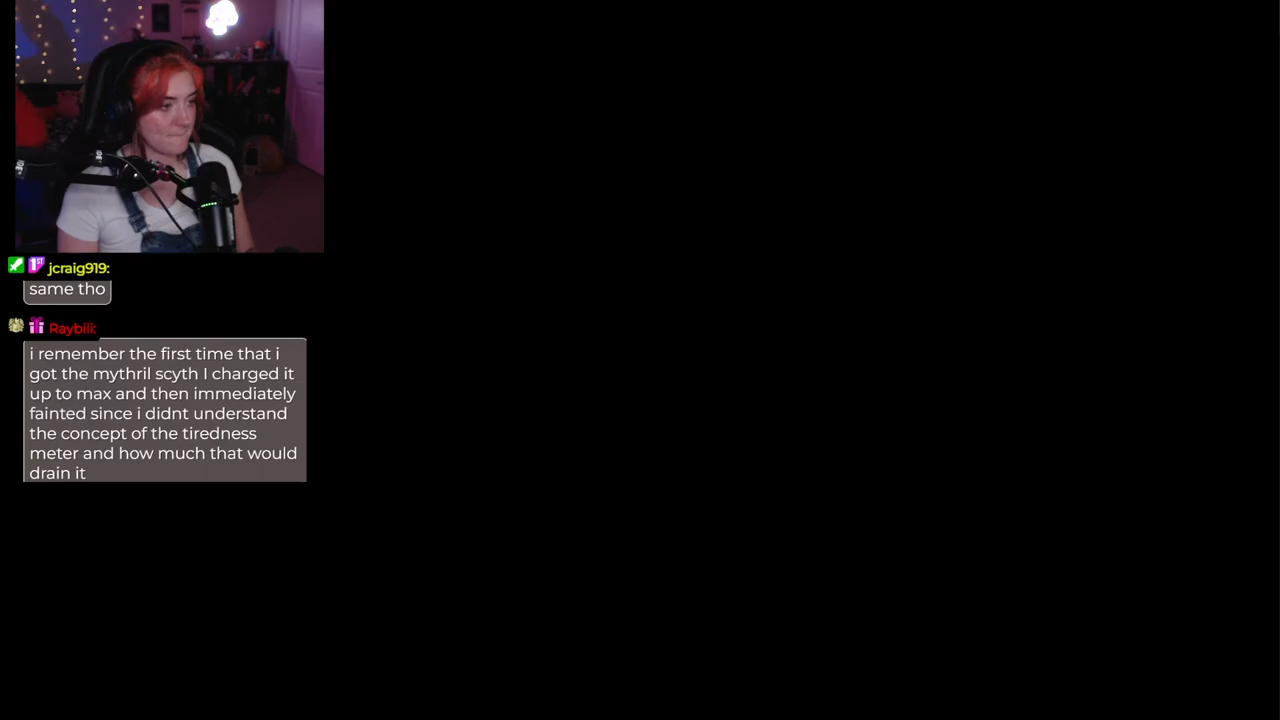 jcraig919:
same tho
Raybiii:
i remember the first time that i
got the mythril scyth I charged it
up to max and then immediately
fainted since i didnt understand
the concept of the tiredness
meter and how much that would
drain it